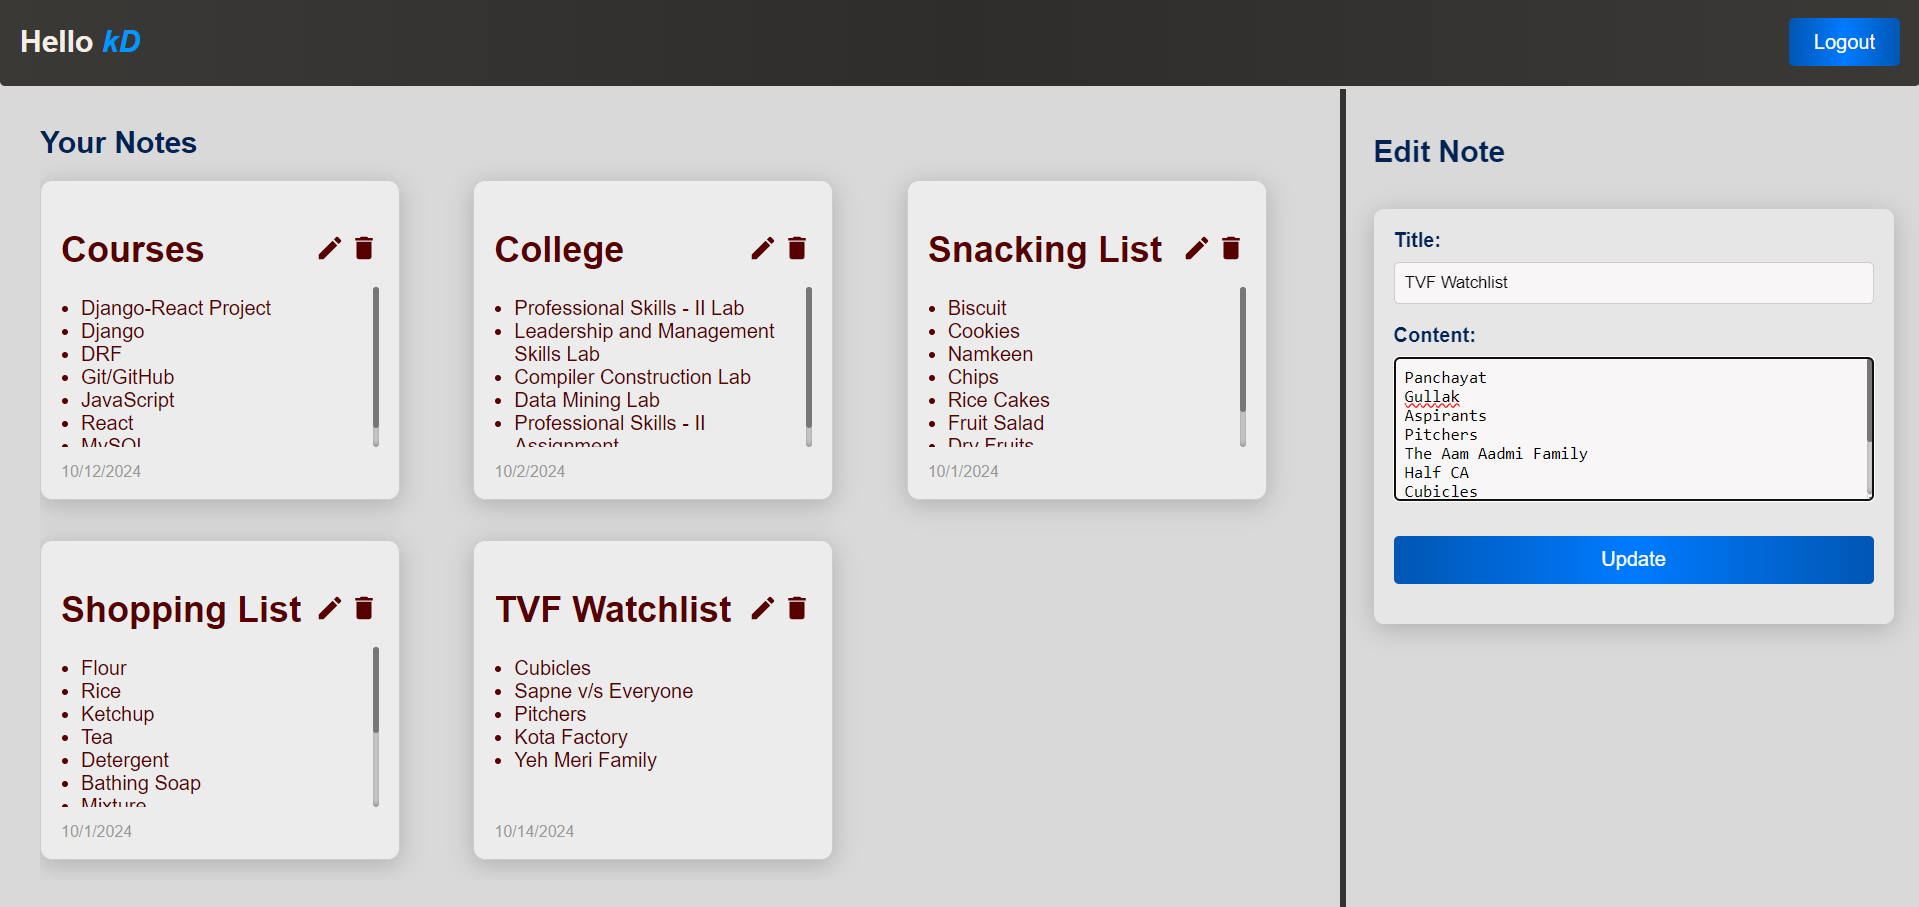 Hello kD
Logout
Your Notes
Courses
Django-React Project
Django
DRF
Git/GitHub
JavaScript
React
MySQL
10/12/2024
College
Professional Skills - II Lab
Leadership and Management
Skills Lab
Compiler Construction Lab
Data Mining Lab
Professional Skills - II
Assignment
10/2/2024
Snacking List
Biscuit
Cookies
Namkeen
Chips
Rice Cakes
Fruit Salad
Dry Fruits
10/1/2024
Shopping List
Flour
Rice
Ketchup
Tea
Detergent
Bathing Soap
Mixture
10/1/2024
TVF Watchlist
Cubicles
Sapne v/s Everyone
Pitchers
Kota Factory
Yeh Meri Family
10/14/2024
Edit Note
Title:
TVF Watchlist
Content:
Panchayat
Gullak
Aspirants
Pitchers
The Aam Aadmi Family
Half CA
Cubicles
Update